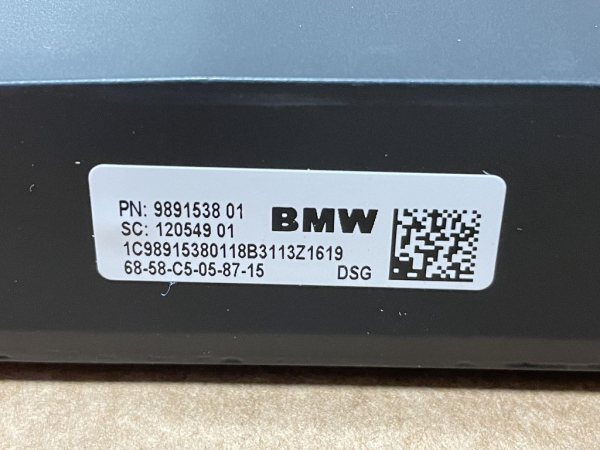 PN: 9891538 01
BMW
SC: 120549 01
1C98915380118B3113Z1619
68-58-C5-05-87-15
DSG